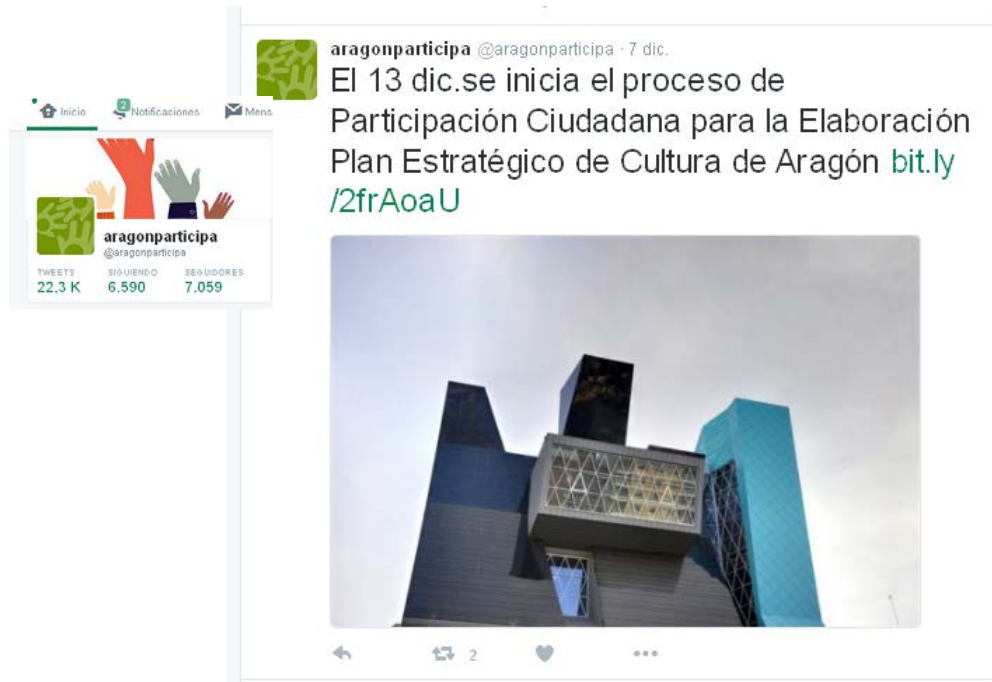 aragonparticipa @aragonparticipa · 7 dic.
El 13 dic.se inicia el proceso de
Participación Ciudadana para la Elaboración
Plan Estratégico de Cultura de Aragón bit.ly
/2frAoaU
Inicio 2 Notificaciones Mens
aragonparticipa
@aragonparticipa
TWEETS SIGUIENDO SEGUIDORES
22,3 K 6.590 7.059
2